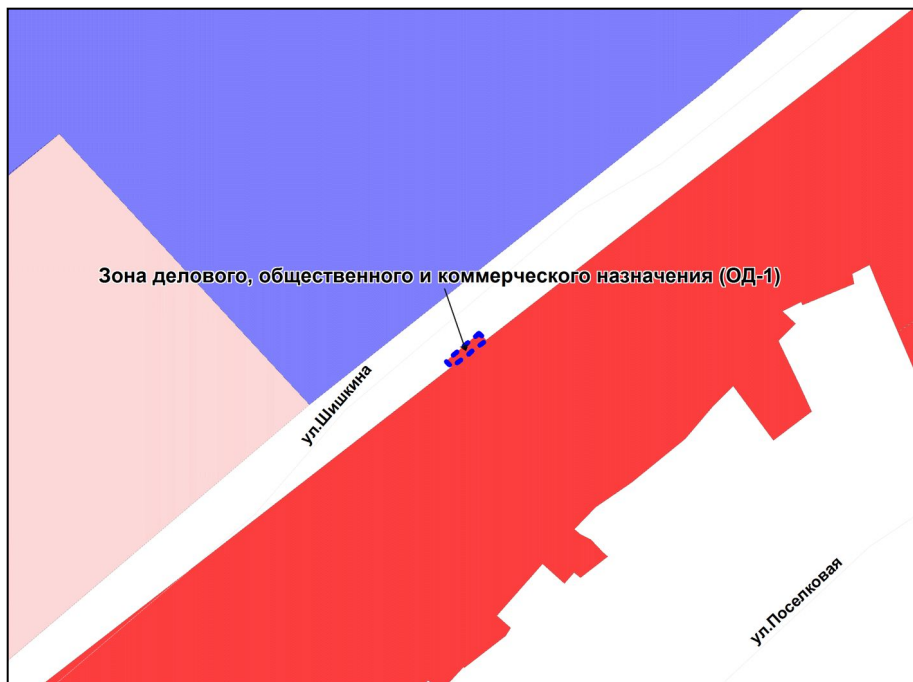 Зона делового, общественного и коммерческого назначения (ОД-1)
ул.Шишкина
ул.Поселковая